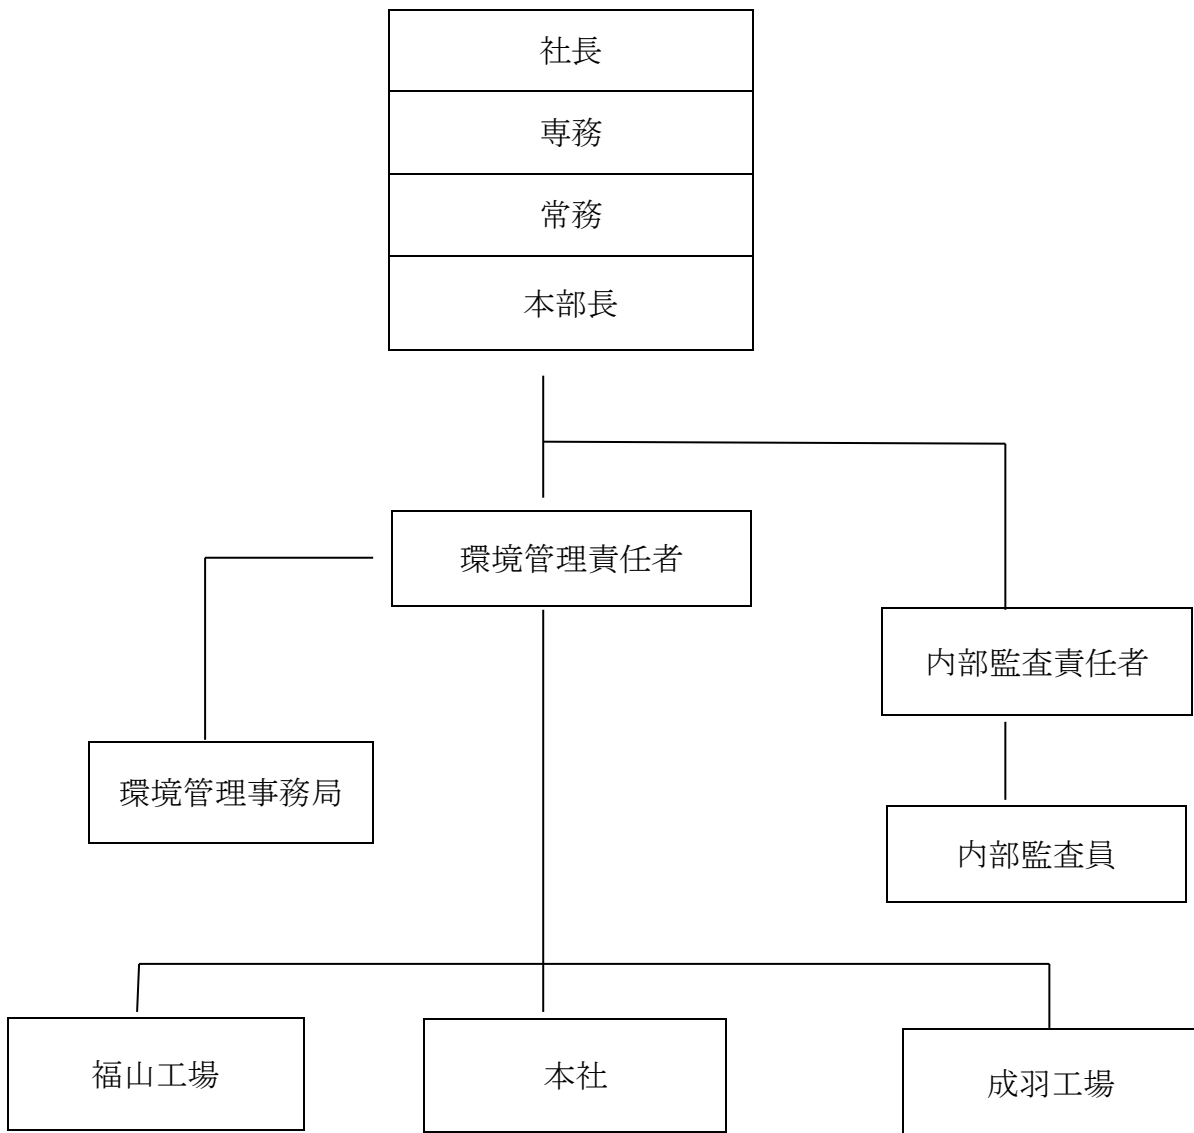 社長
専務
常務
本部長
環境管理責任者
内部監査責任者
環境管理事務局
内部監査員
福山工場
本社
成羽工場